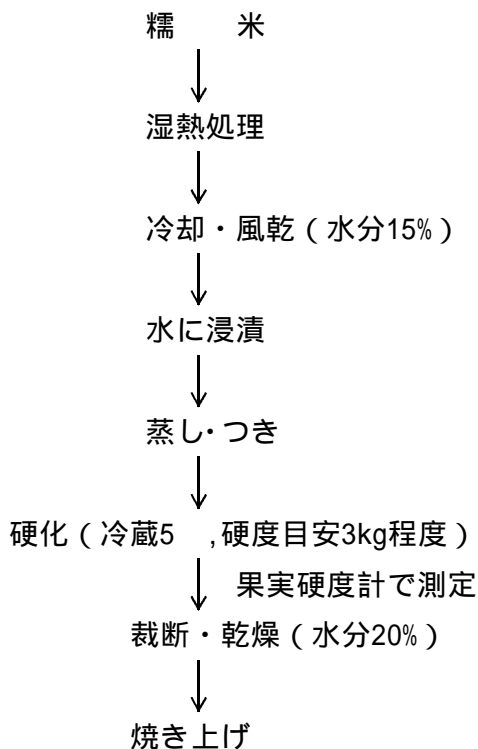 糯　　米
湿熱処理
冷却・風乾（水分15%）
水に浸漬
蒸し・つき
硬化（冷蔵5　,硬度目安3kg程度）
果実硬度計で測定
裁断・乾燥（水分20%）
焼き上げ